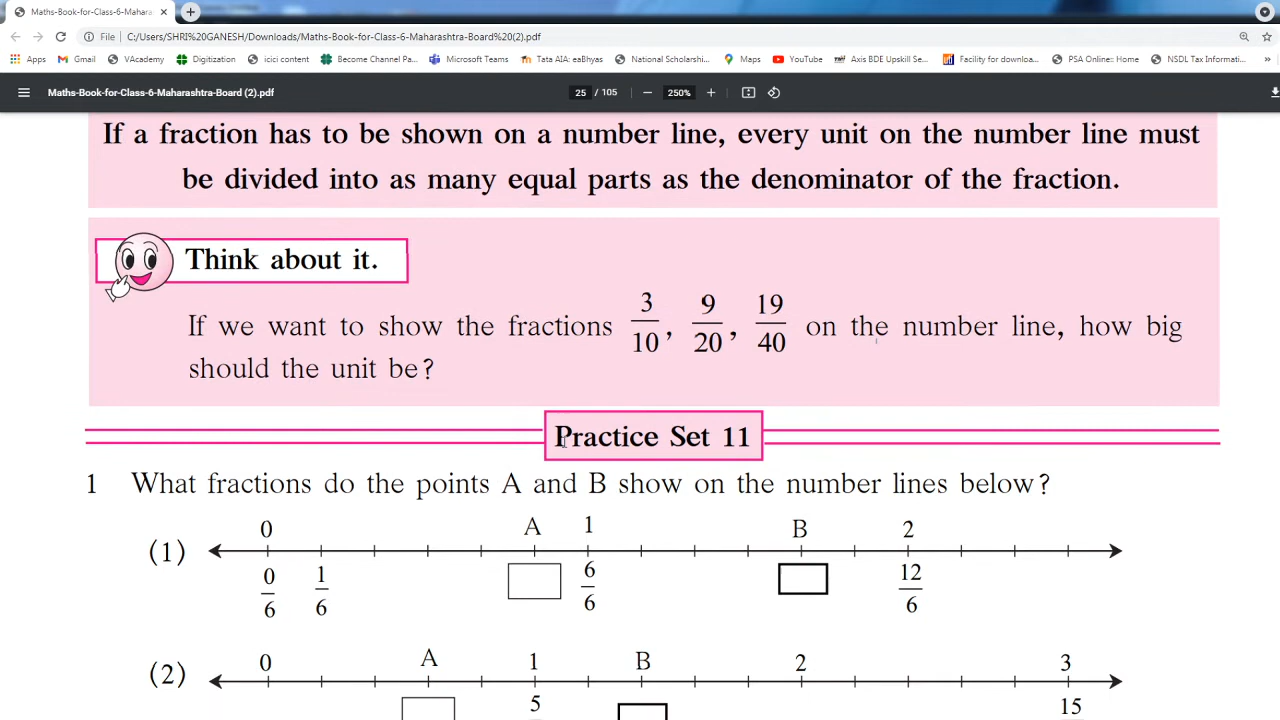 Maths-Book-for-Class-6-Mahara
File C:/Users/SHRI%20GANESH/Downloads/Maths-Book-for-Class-6-Maharashtra-Board%20(2).pdf
Apps Gmail VAcademy Digitization icici content Become Channel Pa... Microsoft Teams Tata AIA: eaBhyas National Scholarshi... Maps YouTube Axis BDE Upskill Se... Facility for downloa... PSA Online: Home NSDL Tax Informati... »
Maths-Book-for-Class-6-Maharashtra-Board (2).pdf 25 / 105 — 250% +
If a fraction has to be shown on a number line, every unit on the number line must
be divided into as many equal parts as the denominator of the fraction.
Think about it.
If we want to show the fractions 3/10, 9/20, 19/40 on the number line, how big
should the unit be?
Practice Set 11
1 What fractions do the points A and B show on the number lines below?
(1) 0 A 1 B 2
0/6 1/6 6/6 12/6
(2) 0 A 1 B 2 3
5 15